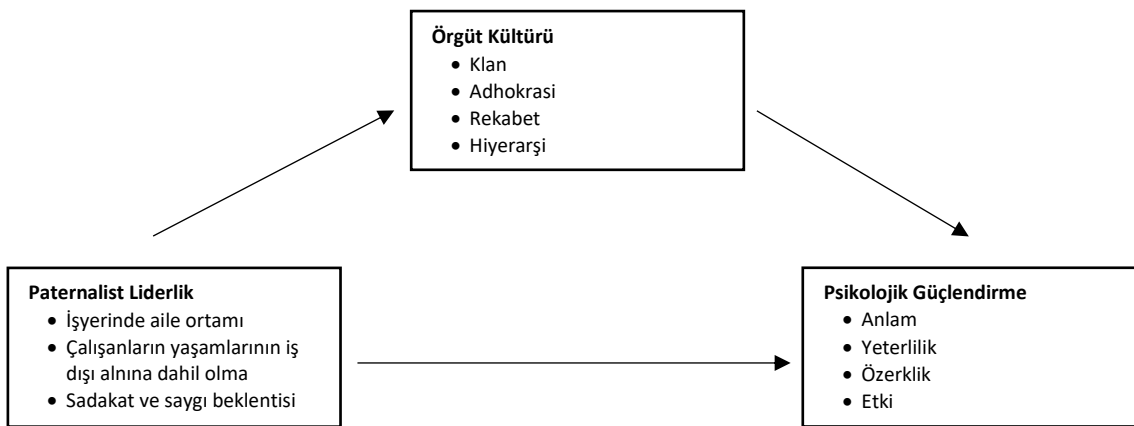 Örgüt Kültürü
• Klan
• Adhokrasi
• Rekabet
• Hiyerarşi
Paternalist Liderlik
• İşyerinde aile ortamı
• Çalışanların yaşamlarının iş
dışı alnına dahil olma
• Sadakat ve saygı beklentisi
Psikolojik Güçlendirme
• Anlam
• Yeterlilik
• Özerklik
• Etki